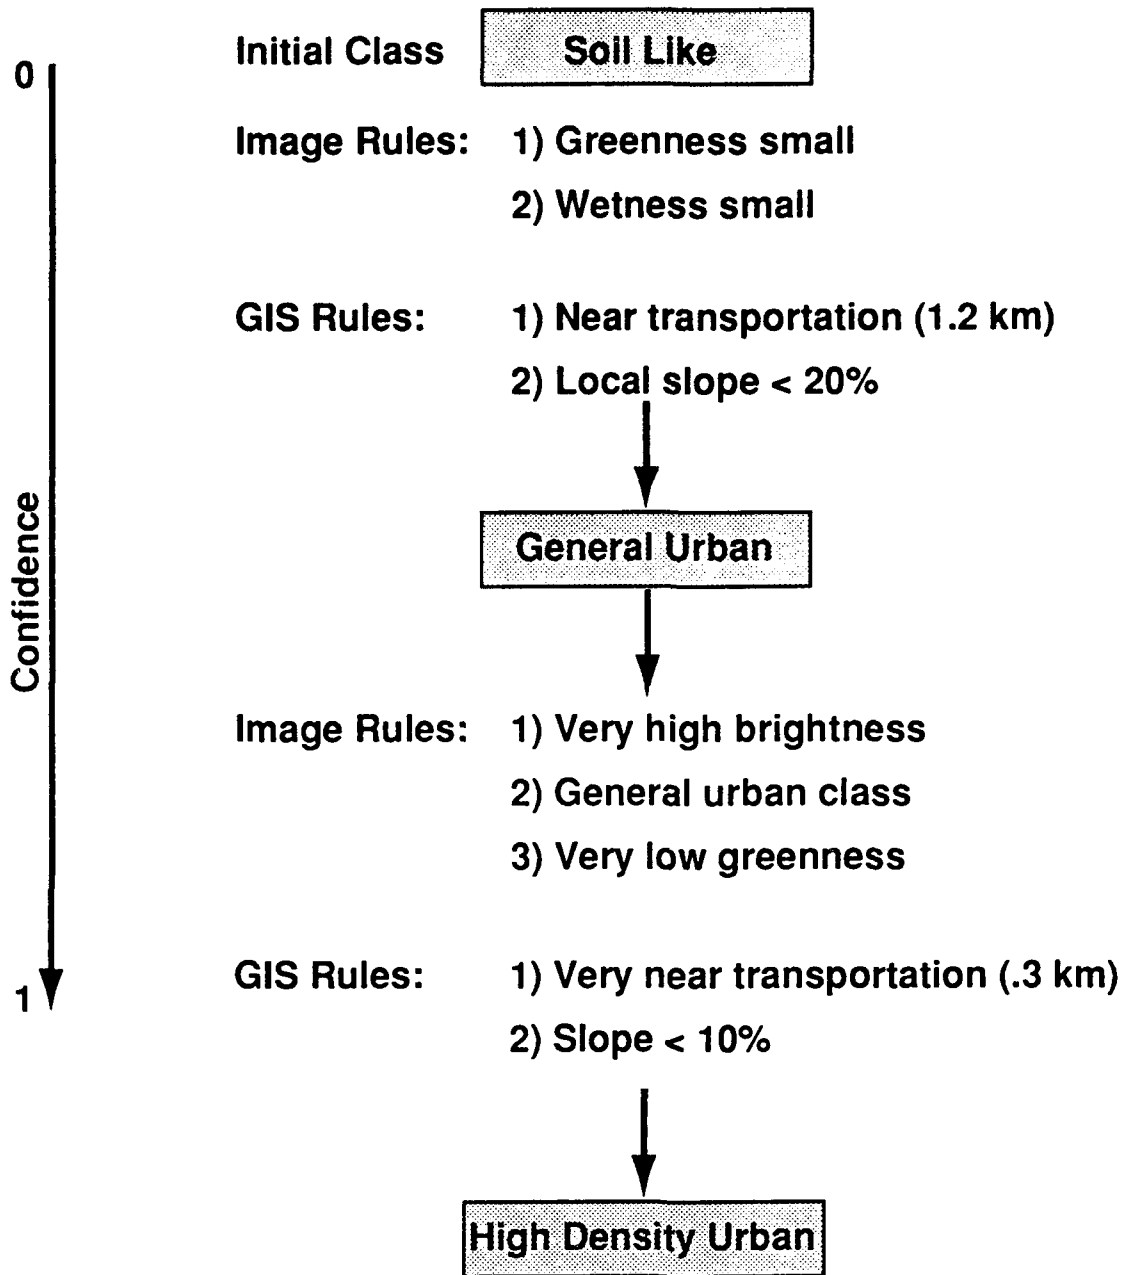 Initial Class Soil Like
0
Image Rules: 1) Greenness small
2) Wetness small
GIS Rules: 1) Near transportation (1.2 km)
2) Local slope < 20%
General Urban
Confidence
Image Rules: 1) Very high brightness
2) General urban class
3) Very low greenness
GIS Rules: 1) Very near transportation (.3 km)
1
2) Slope < 10%
High Density Urban